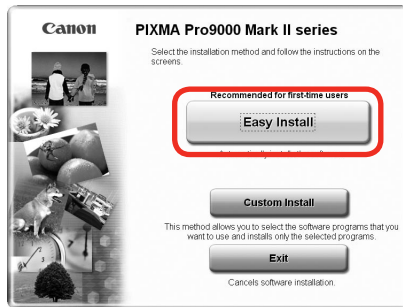 Canon
PIXMA Pro9000 Mark II series
Select the installation method and follow the instructions on the
screens.
Recommended for first-time users
Easy Install
Custom Install
This method allows you to select the software programs that you
want to use and installs only the selected programs.
Exit
Cancels software installation.